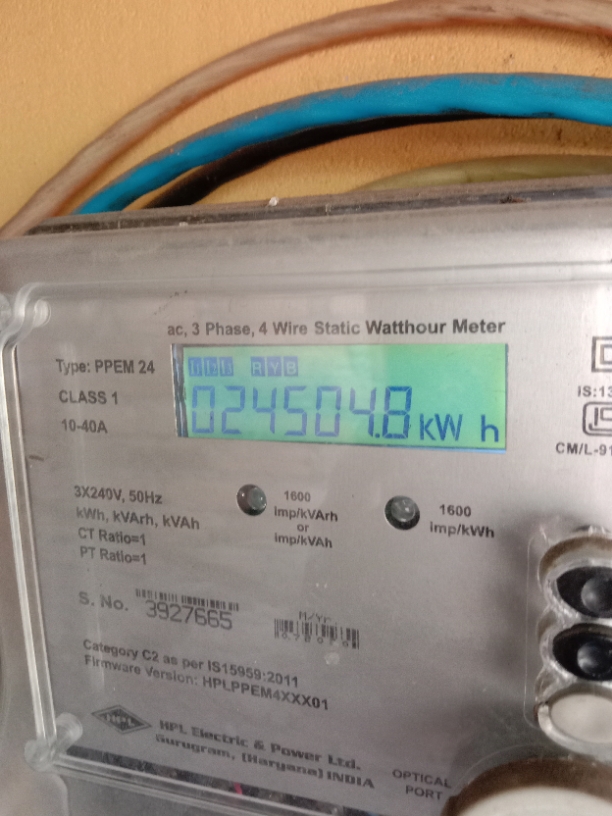 ac, 3 Phase, 4 Wire Static Watthour Meter
Type: PPEM 24
CLASS 1
10-40A
R Y B
024504.8 kW h
IS:13
CM/L-91
3X240V, 50Hz
kWh, kVArh, kVAh
CT Ratio=1
PT Ratio=1
1600
imp/kVArh
or
imp/kVAh
1600
imp/kWh
S. No. 3927665
M/Yr.
Category C2 as per IS15959:2011
Firmware Version: HPLPPEM4XXX01
HPL
HPL Electric & Power Ltd.
Gurugram, (Haryana) INDIA
OPTICAL
PORT